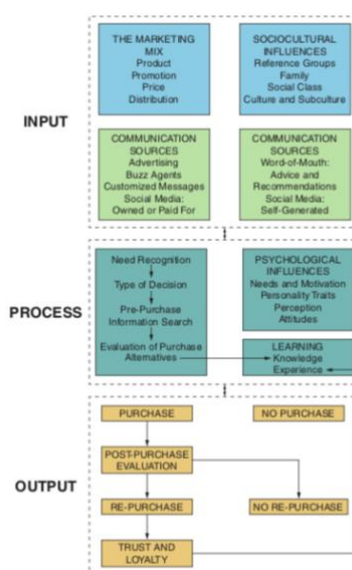 INPUT
THE MARKETING
MIX
Product
Promotion
Price
Distribution
SOCIOCULTURAL
INFLUENCES
Reference Groups
Family
Social Class
Culture and Subculture
COMMUNICATION
SOURCES
Advertising
Buzz Agents
Customized Messages
Social Media:
Owned or Paid For
COMMUNICATION
SOURCES
Word-of-Mouth:
Advice and
Recommendations
Social Media:
Self-Generated
PROCESS
Need Recognition
Type of Decision
Pre-Purchase
Information Search
Evaluation of Purchase
Alternatives
PSYCHOLOGICAL
INFLUENCES
Needs and Motivation
Personality Traits
Perception
Attitudes
LEARNING
Knowledge
Experience
OUTPUT
PURCHASE
NO PURCHASE
POST-PURCHASE
EVALUATION
RE-PURCHASE
NO RE-PURCHASE
TRUST AND
LOYALTY